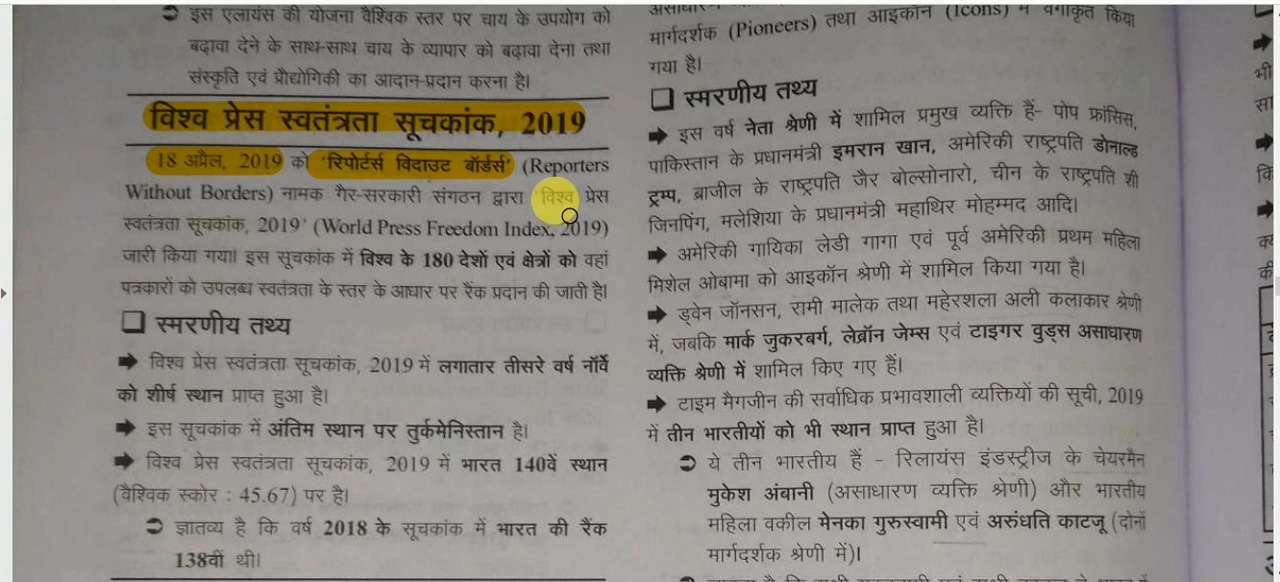 ➲ इस एलायंस की योजना वैश्विक स्तर पर चाय के उपयोग को
बढ़ावा देने के साथ-साथ चाय के व्यापार को बढ़ावा देना तथा
संस्कृति एवं प्रौद्योगिकी का आदान-प्रदान करना है।
विश्व प्रेस स्वतंत्रता सूचकांक, 2019
18 अप्रैल, 2019 को 'रिपोर्टर्स विदाउट बॉर्डर्स' (Reporters
Without Borders) नामक गैर-सरकारी संगठन द्वारा 'विश्व प्रेस
स्वतंत्रता सूचकांक, 2019' (World Press Freedom Index, 2019)
जारी किया गया। इस सूचकांक में विश्व के 180 देशों एवं क्षेत्रों को वहां
पत्रकारों को उपलब्ध स्वतंत्रता के स्तर के आधार पर रैंक प्रदान की जाती है।
❑ स्मरणीय तथ्य
➡ विश्व प्रेस स्वतंत्रता सूचकांक, 2019 में लगातार तीसरे वर्ष नॉर्वे
को शीर्ष स्थान प्राप्त हुआ है।
➡ इस सूचकांक में अंतिम स्थान पर तुर्कमेनिस्तान है।
➡ विश्व प्रेस स्वतंत्रता सूचकांक, 2019 में भारत 140वें स्थान
(वैश्विक स्कोर : 45.67) पर है।
➲ ज्ञातव्य है कि वर्ष 2018 के सूचकांक में भारत की रैंक
138वीं थी।
(Icons) में वर्गीकृत किया
मार्गदर्शक (Pioneers) तथा आइकॉन
गया है।
❑ स्मरणीय तथ्य
➡ इस वर्ष नेता श्रेणी में शामिल प्रमुख व्यक्ति हैं- पोप फ्रांसिस,
पाकिस्तान के प्रधानमंत्री इमरान खान, अमेरिकी राष्ट्रपति डोनाल्ड
ट्रम्प, ब्राजील के राष्ट्रपति जैर बोल्सोनारो, चीन के राष्ट्रपति शी
जिनपिंग, मलेशिया के प्रधानमंत्री महाथिर मोहम्मद आदि।
➡ अमेरिकी गायिका लेडी गागा एवं पूर्व अमेरिकी प्रथम महिला
मिशेल ओबामा को आइकॉन श्रेणी में शामिल किया गया है।
➡ ड्वेन जॉनसन, रामी मालेक तथा महेरशला अली कलाकार श्रेणी
में, जबकि मार्क जुकरबर्ग, लेब्रॉन जेम्स एवं टाइगर वुड्स असाधारण
व्यक्ति श्रेणी में शामिल किए गए हैं।
➡ टाइम मैगजीन की सर्वाधिक प्रभावशाली व्यक्तियों की सूची, 2019
में तीन भारतीयों को भी स्थान प्राप्त हुआ है।
➲ ये तीन भारतीय हैं - रिलायंस इंडस्ट्रीज के चेयरमैन
मुकेश अंबानी (असाधारण व्यक्ति श्रेणी) और भारतीय
महिला वकील मेनका गुरुस्वामी एवं अरुंधति काटजू (दोनों
मार्गदर्शक श्रेणी में)।